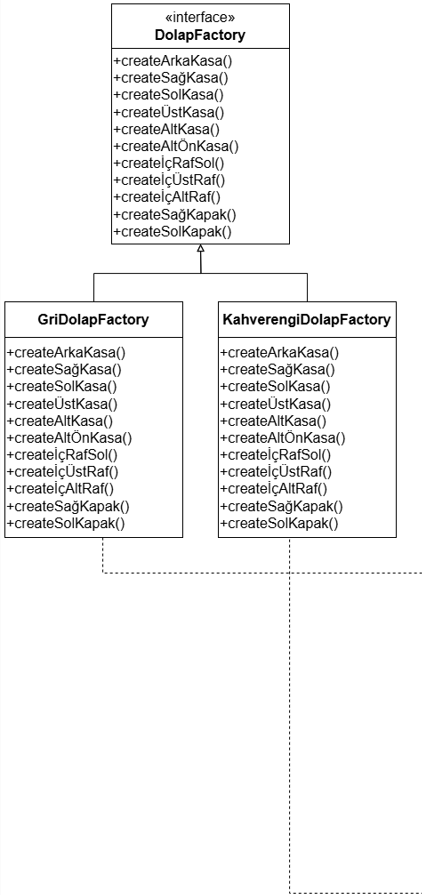 «interface»
DolapFactory
+createArkaKasa()
+createSağKasa()
+createSolKasa()
+createÜstKasa()
+createAltKasa()
+createAltÖnKasa()
+createİçRafSol()
+createİçÜstRaf()
+createİçAltRaf()
+createSağKapak()
+createSolKapak()
GriDolapFactory
+createArkaKasa()
+createSağKasa()
+createSolKasa()
+createÜstKasa()
+createAltKasa()
+createAltÖnKasa()
+createİçRafSol()
+createİçÜstRaf()
+createİçAltRaf()
+createSağKapak()
+createSolKapak()
KahverengiDolapFactory
+createArkaKasa()
+createSağKasa()
+createSolKasa()
+createÜstKasa()
+createAltKasa()
+createAltÖnKasa()
+createİçRafSol()
+createİçÜstRaf()
+createİçAltRaf()
+createSağKapak()
+createSolKapak()